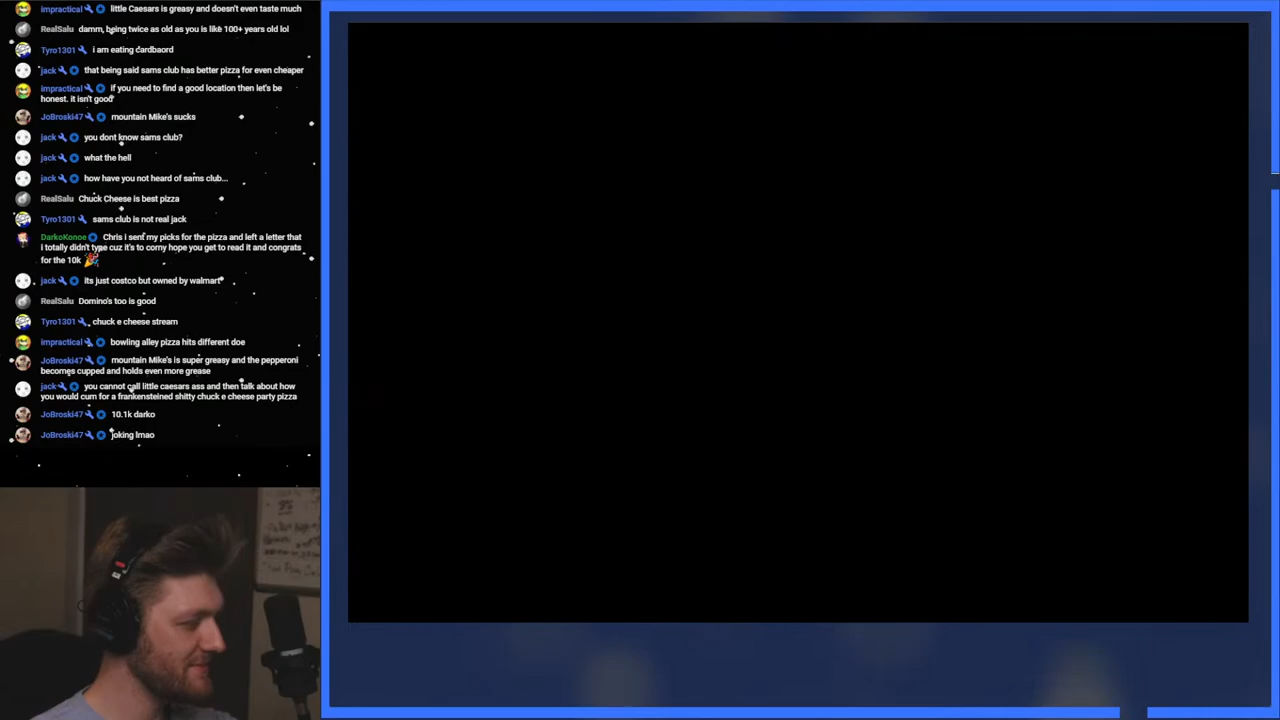 impractical little Caesars is greasy and doesn't even taste much
RealSalu damm, being twice as old as you is like 100+ years old lol
Tyro1301 i am eating cardbaord
jack that being said sams club has better pizza for even cheaper
impractical if you need to find a good location then let's be
honest. it isn't good
JoBroski47 mountain Mike's sucks
jack you dont know sams club?
jack what the hell
jack how have you not heard of sams club...
RealSalu Chuck Cheese is best pizza
Tyro1301 sams club is not real jack
DarkoKonoe Chris i sent my picks for the pizza and left a letter that
i totally didn't type cuz it's to corny hope you get to read it and congrats
for the 10k 🎉
jack its just costco but owned by walmart
RealSalu Domino's too is good
Tyro1301 chuck e cheese stream
impractical bowling alley pizza hits different doe
JoBroski47 mountain Mike's is super greasy and the pepperoni
becomes cupped and holds even more grease
jack you cannot call little caesars ass and then talk about how
you would cum for a frankensteined shitty chuck e cheese party pizza
JoBroski47 10.1k darko
JoBroski47 joking lmao